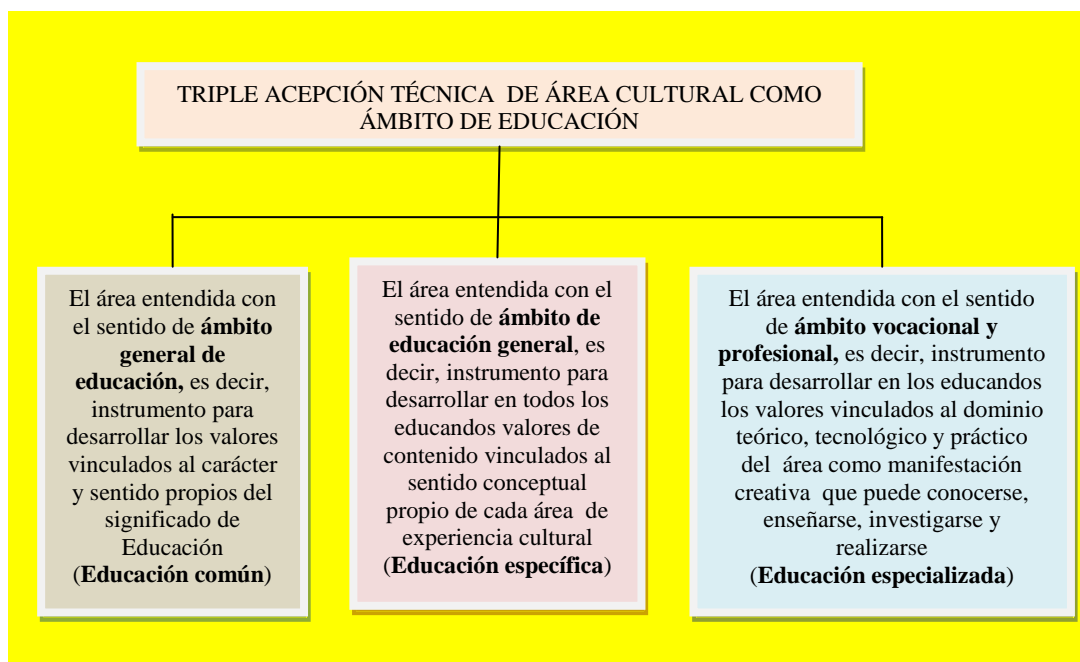 TRIPLE ACEPCIÓN TÉCNICA DE ÁREA CULTURAL COMO
ÁMBITO DE EDUCACIÓN
El área entendida con
el sentido de ámbito
general de
educación, es decir,
instrumento para
desarrollar los valores
vinculados al carácter
y sentido propios del
significado de
Educación
(Educación común)
El área entendida con el
sentido de ámbito de
educación general, es
decir, instrumento para
desarrollar en todos los
educandos valores de
contenido vinculados al
sentido conceptual
propio de cada área de
experiencia cultural
(Educación específica)
El área entendida con el sentido
de ámbito vocacional y
profesional, es decir, instrumento
para desarrollar en los educandos
los valores vinculados al dominio
teórico, tecnológico y práctico
del área como manifestación
creativa que puede conocerse,
enseñarse, investigarse y
realizarse
(Educación especializada)